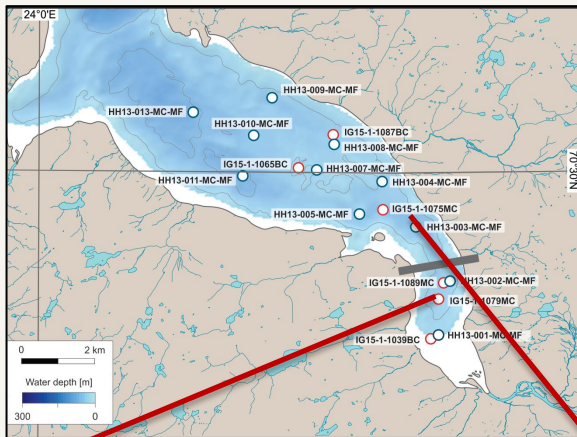 24°0'E
HH13-009-MC-MF
HH13-013-MC-MF
HH13-010-MC-MF
IG15-1-1087BC
HH13-008-MC-MF
70°30'N
IG15-1-1065BC
HH13-007-MC-MF
HH13-011-MC-MF
HH13-004-MC-MF
HH13-005-MC-MF
IG15-1-1075MC
HH13-003-MC-MF
IG15-1-1089MC
HH13-002-MC-MF
IG15-1-1079MC
IG15-1-1039BC
HH13-001-MC-MF
0 2 km
Water depth [m]
300 0